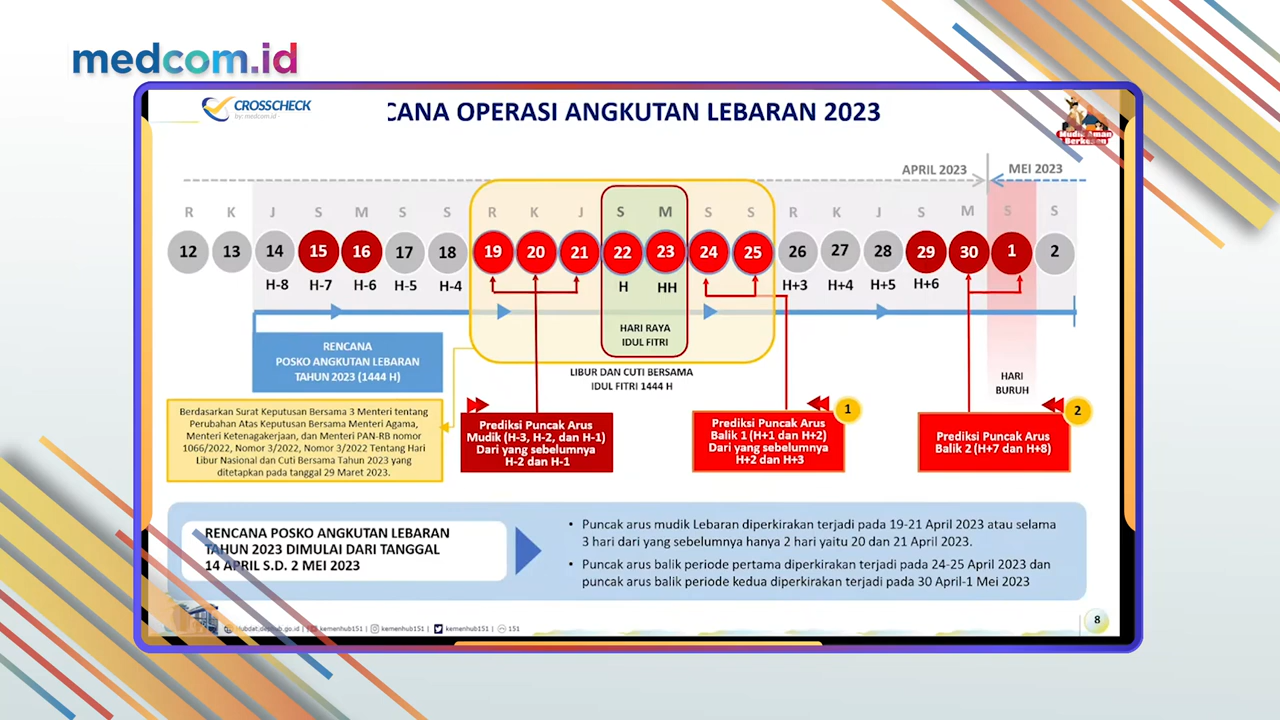 medcom.id
CROSSCHECK
by: medcom.id -
CANA OPERASI ANGKUTAN LEBARAN 2023
Mudik Aman
Berkesan
APRIL 2023
MEI 2023
R K J S M S S R K J S M S S R K J S M S S
12 13 14 15 16 17 18 19 20 21 22 23 24 25 26 27 28 29 30 1 2
H-8 H-7 H-6 H-5 H-4 H HH H+3 H+4 H+5 H+6
HARI RAYA
IDUL FITRI
LIBUR DAN CUTI BERSAMA
IDUL FITRI 1444 H
HARI
BURUH
RENCANA
POSKO ANGKUTAN LEBARAN
TAHUN 2023 (1444 H)
Berdasarkan Surat Keputusan Bersama 3 Menteri tentang
Perubahan Atas Keputusan Bersama Menteri Agama,
Menteri Ketenagakerjaan, dan Menteri PAN-RB nomor
1066/2022, Nomor 3/2022, Nomor 3/2022 Tentang Hari
Libur Nasional dan Cuti Bersama Tahun 2023 yang
ditetapkan pada tanggal 29 Maret 2023.
Prediksi Puncak Arus
Mudik (H-3, H-2, dan H-1)
Dari yang sebelumnya
H-2 dan H-1
1
Prediksi Puncak Arus
Balik 1 (H+1 dan H+2)
Dari yang sebelumnya
H+2 dan H+3
2
Prediksi Puncak Arus
Balik 2 (H+7 dan H+8)
RENCANA POSKO ANGKUTAN LEBARAN
TAHUN 2023 DIMULAI DARI TANGGAL
14 APRIL S.D. 2 MEI 2023
• Puncak arus mudik Lebaran diperkirakan terjadi pada 19-21 April 2023 atau selama
3 hari dari yang sebelumnya hanya 2 hari yaitu 20 dan 21 April 2023.
• Puncak arus balik periode pertama diperkirakan terjadi pada 24-25 April 2023 dan
puncak arus balik periode kedua diperkirakan terjadi pada 30 April-1 Mei 2023
hubdat.dephub.go.id | kemenhub151 | kemenhub151 | kemenhub151 | 151
8